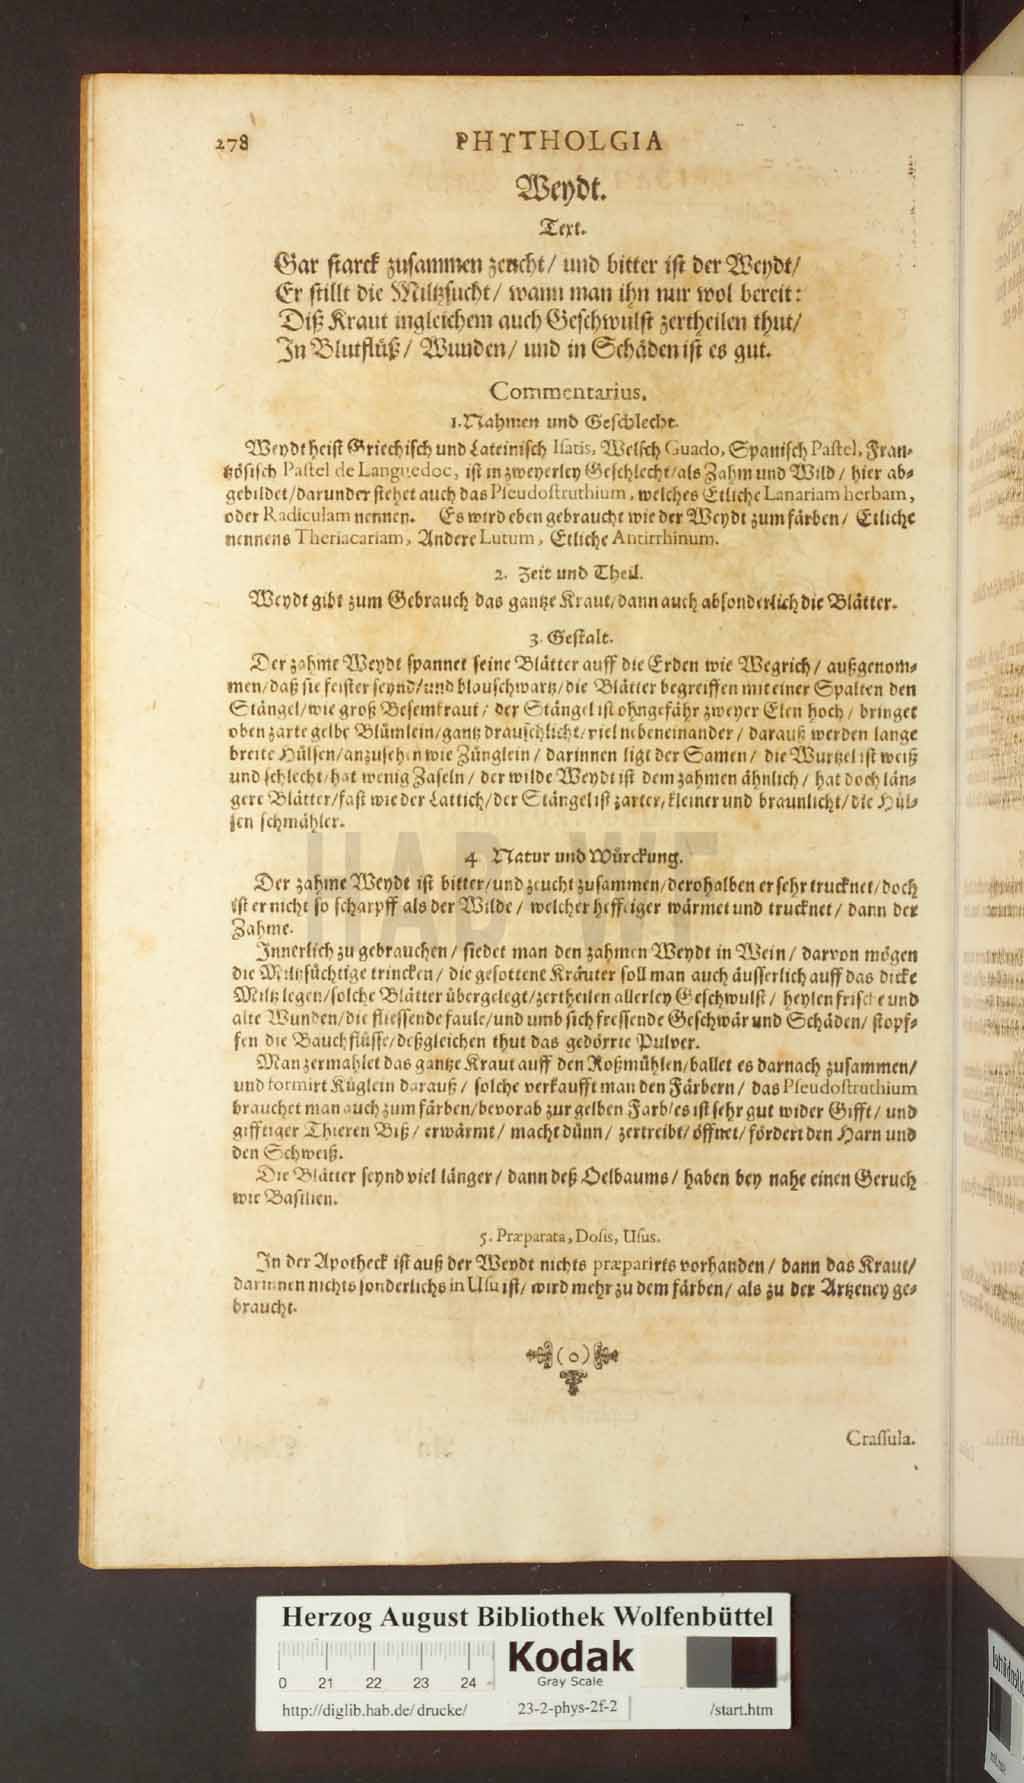 278 PHYTHOLGIA
Weydt.
Text.
Gar starck zusammen zeucht/ und bitter ist der Weydt/
Er stillt die Miltzsucht/ wann man ihn nur wol bereit:
Diß Kraut ingleichem auch Geschwulst zertheilen thut/
In Blutflüß/ Wunden/ und in Schäden ist es gut.
Commentarius.
1. Nahmen und Geschlecht.
Weydt heist Griechisch und Lateinisch Isatis, Welsch Guado, Spanisch Pastel, Fran-
tzösisch Pastel de Languedoc, ist in zweyerley Geschlecht/ als Zahm und Wild/ hier ab-
gebildet/ darunder stehet auch das Pseudostruthium, welches Etliche Lanariam herbam,
oder Radiculam nennen. Es wird eben gebraucht wie der Weydt zum färben/ Etliche
nennens Theriacariam, Andere Lutum, Etliche Antirrhinum.
2. Zeit und Theil.
Weydt gibt zum Gebrauch das gantze Kraut/ dann auch absonderlich die Blätter.
3. Gestalt.
Der zahme Weydt spannet seine Blätter auff die Erden wie Wegrich/ außgenom-
men/ daß sie feister seynd/ und blauschwartz/ die Blätter begreiffen mit einer Spalten den
Stängel/ wie groß Besemkraut/ der Stängel ist ohngefähr zweyer Elen hoch/ bringet
oben zarte gelbe Blümlein/ gantz drauschlicht/ viel nebeneinander/ darauß werden lange
breite Hülsen/ anzusehen wie Zünglein/ darinnen ligt der Samen/ die Wurtzel ist weiß
und schlecht/ hat wenig Zaseln/ der wilde Weydt ist dem zahmen ähnlich/ hat doch län-
gere Blätter/ fast wie der Lattich/ der Stängel ist zarter/ kleiner und braunlicht/ die Hül-
sen schmähler.
4 Natur und Würckung.
Der zahme Weydt ist bitter/ und zeucht zusammen/ derohalben er sehr trucknet/ doch
ist er nicht so scharpff als der Wilde/ welcher hefftiger wärmet und trucknet/ dann der
Zahme.
Innerlich zu gebrauchen/ siedet man den zahmen Weydt in Wein/ darvon mögen
die Miltzsüchtige trincken/ die gesottene Kräuter soll man auch äusserlich auff das dicke
Miltz legen/ solche Blätter übergelegt/ zertheilen allerley Geschwulst/ heylen frische und
alte Wunden/ die fliessende faule/ und umb sich fressende Geschwär und Schäden/ stopf-
fen die Bauchflüsse/ deßgleichen thut das gedörrte Pulver.
Man zermahlet das gantze Kraut auff den Roßmühlen/ ballet es darnach zusammen/
und formirt Küglein darauß/ solche verkaufft man den Färbern/ das Pseudostruthium
brauchet man auch zum färben/ bevorab zur gelben Farb/ es ist sehr gut wider Gifft/ und
gifftiger Thieren Biß/ erwärmt/ macht dünn/ zertreibt/ öffnet/ fördert den Harn und
den Schweiß.
Die Blätter seynd viel länger/ dann deß Oelbaums/ haben bey nahe einen Geruch
wie Basilien.
5. Præparata, Dosis, Usus.
In der Apotheck ist auß der Weydt nichts præparirts vorhanden/ dann das Kraut/
darinnen nichts sonderlichs in Usu ist/ wird mehr zu dem färben/ als zu der Artzeney ge-
braucht.
(o)
Crassula.
HAB WF
Herzog August Bibliothek Wolfenbüttel
Kodak
Gray Scale
0 21 22 23 24
http://diglib.hab.de/drucke/ 23-2-phys-2f-2 /start.htm